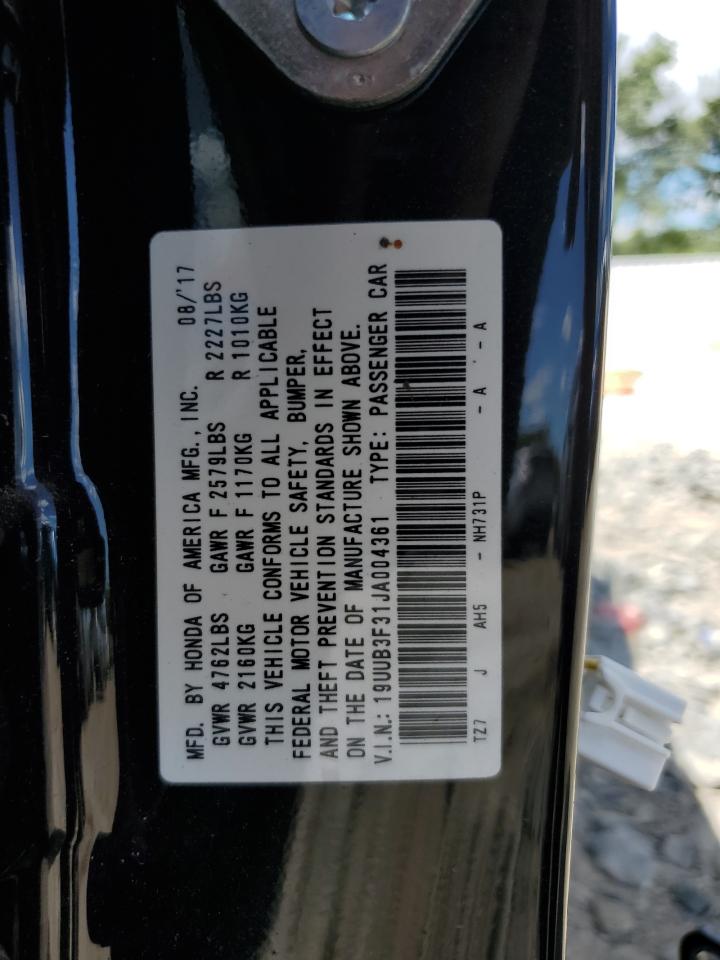 MFD. BY HONDA OF AMERICA MFG., INC. 08/'17
GVWR 4762LBS GAWR F 2579LBS R 2227LBS
GVWR 2160KG GAWR F 1170KG R 1010KG
THIS VEHICLE CONFORMS TO ALL APPLICABLE
FEDERAL MOTOR VEHICLE SAFETY, BUMPER,
AND THEFT PREVENTION STANDARDS IN EFFECT
ON THE DATE OF MANUFACTURE SHOWN ABOVE.
V.I.N.: 19UUB3F31JA004361 TYPE: PASSENGER CAR
TZ7 J AH5 - NH731P - A - A